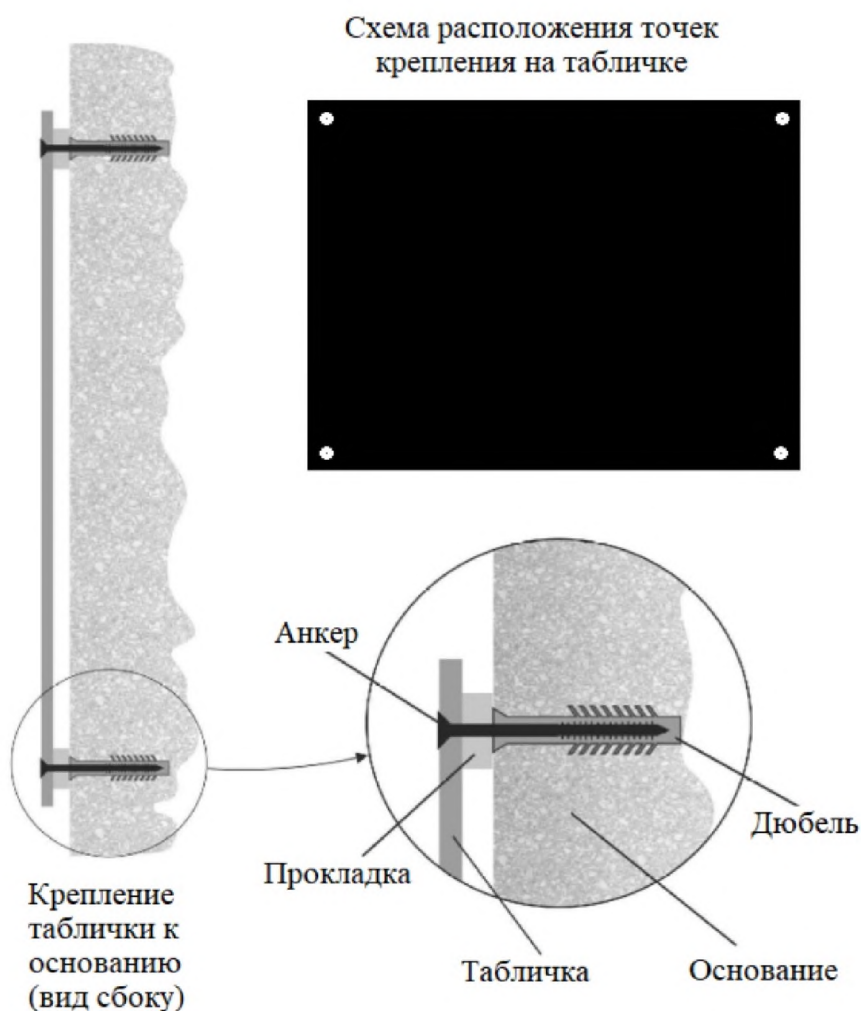 Схема расположения точек
крепления на табличке
Анкер
Дюбель
Прокладка
Крепление
таблички к
основанию
(вид сбоку)
Табличка
Основание